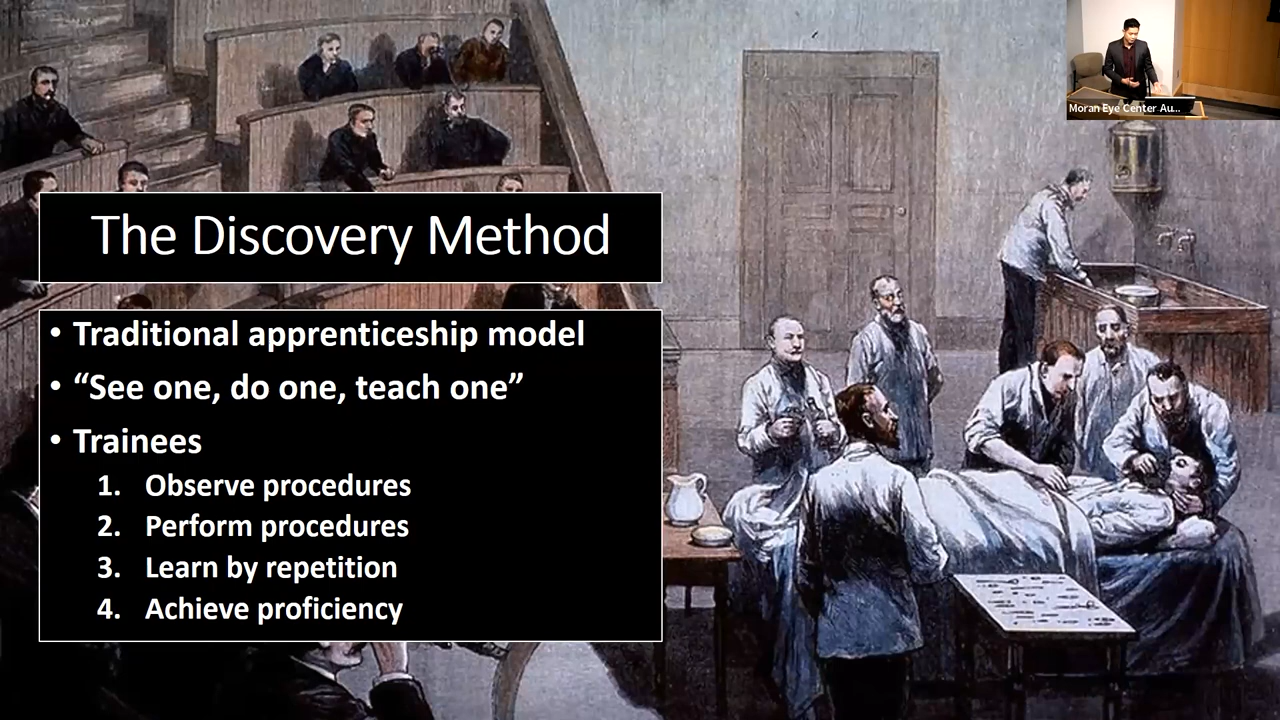 Moran Eye Center Au...
The Discovery Method
• Traditional apprenticeship model
• “See one, do one, teach one”
• Trainees
1. Observe procedures
2. Perform procedures
3. Learn by repetition
4. Achieve proficiency